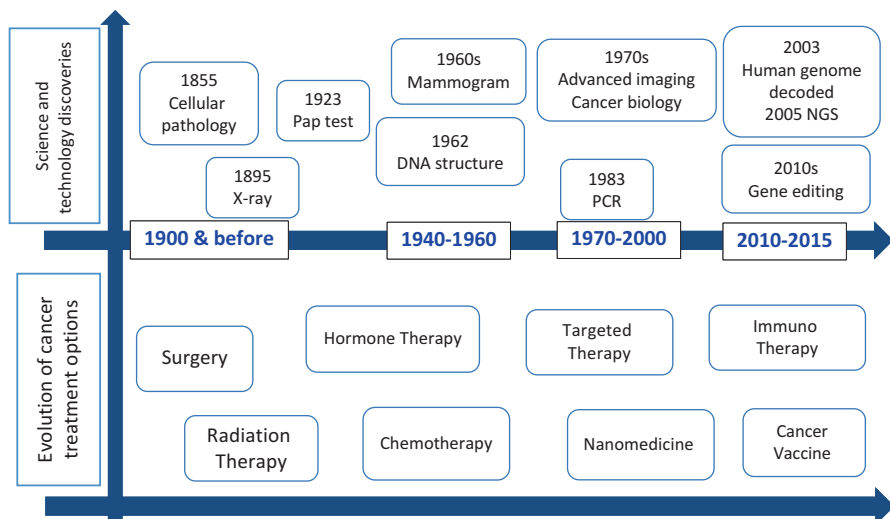 Science and
technology discoveries
1855
Cellular
pathology
1895
X-ray
1923
Pap test
1960s
Mammogram
1962
DNA structure
1970s
Advanced imaging
Cancer biology
1983
PCR
2003
Human genome
decoded
2005 NGS
2010s
Gene editing
1900 & before
1940-1960
1970-2000
2010-2015
Evolution of cancer
treatment options
Surgery
Radiation
Therapy
Hormone Therapy
Chemotherapy
Targeted
Therapy
Nanomedicine
Immuno
Therapy
Cancer
Vaccine